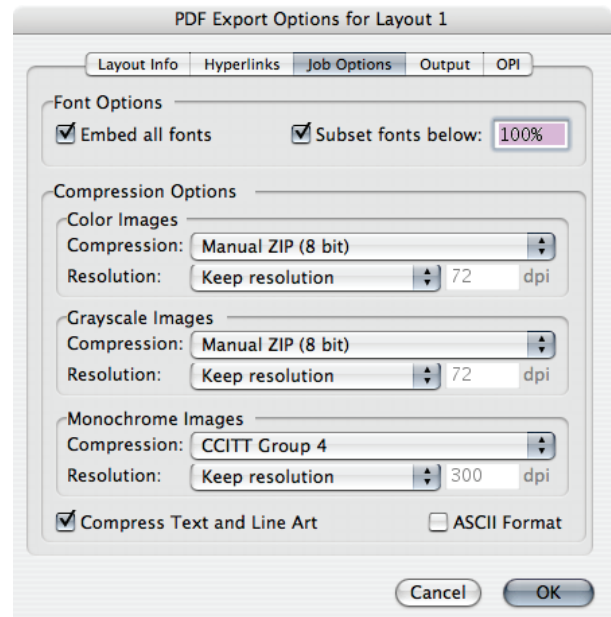 PDF Export Options for Layout 1
Layout Info Hyperlinks Job Options Output OPI
Font Options
Embed all fonts Subset fonts below: 100%
Compression Options
Color Images
Compression: Manual ZIP (8 bit)
Resolution: Keep resolution 72 dpi
Grayscale Images
Compression: Manual ZIP (8 bit)
Resolution: Keep resolution 72 dpi
Monochrome Images
Compression: CCITT Group 4
Resolution: Keep resolution 300 dpi
Compress Text and Line Art ASCII Format
Cancel OK